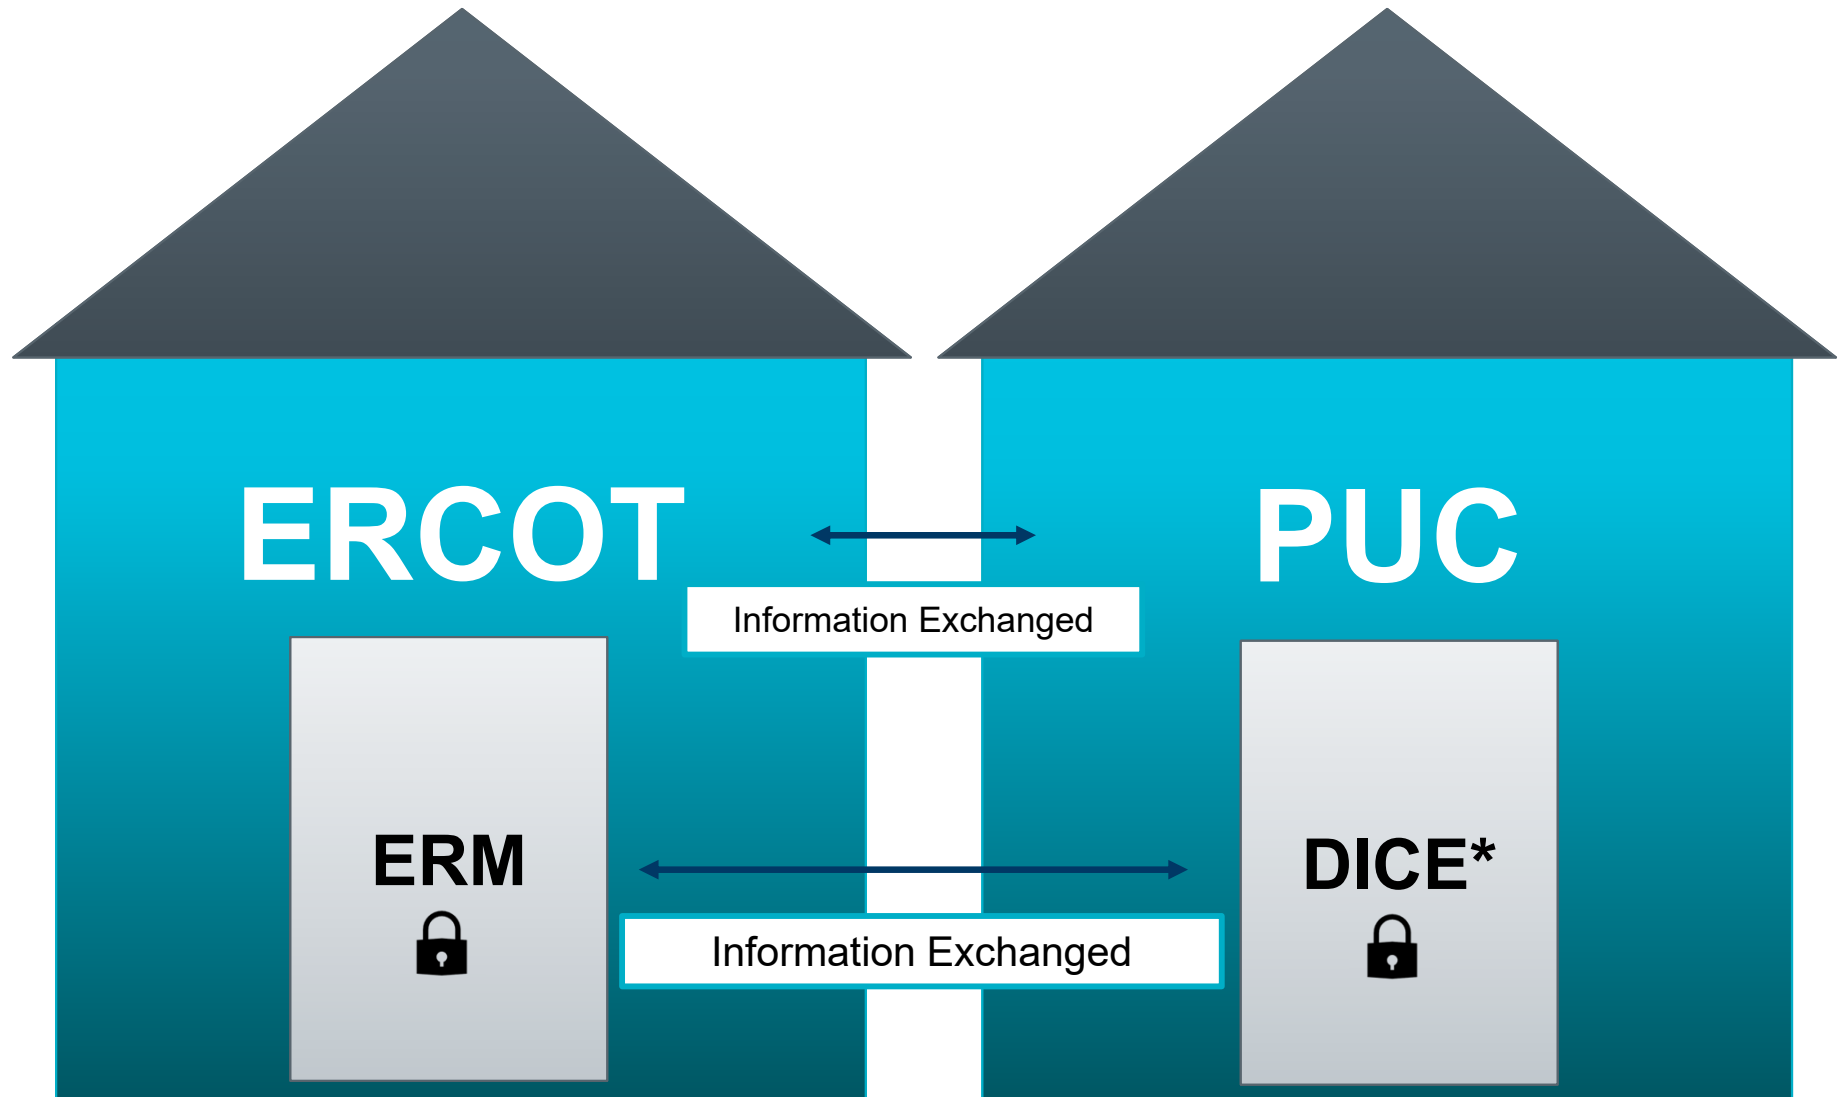 ERCOT
PUC
Information Exchanged
ERM
DICE*
Information Exchanged